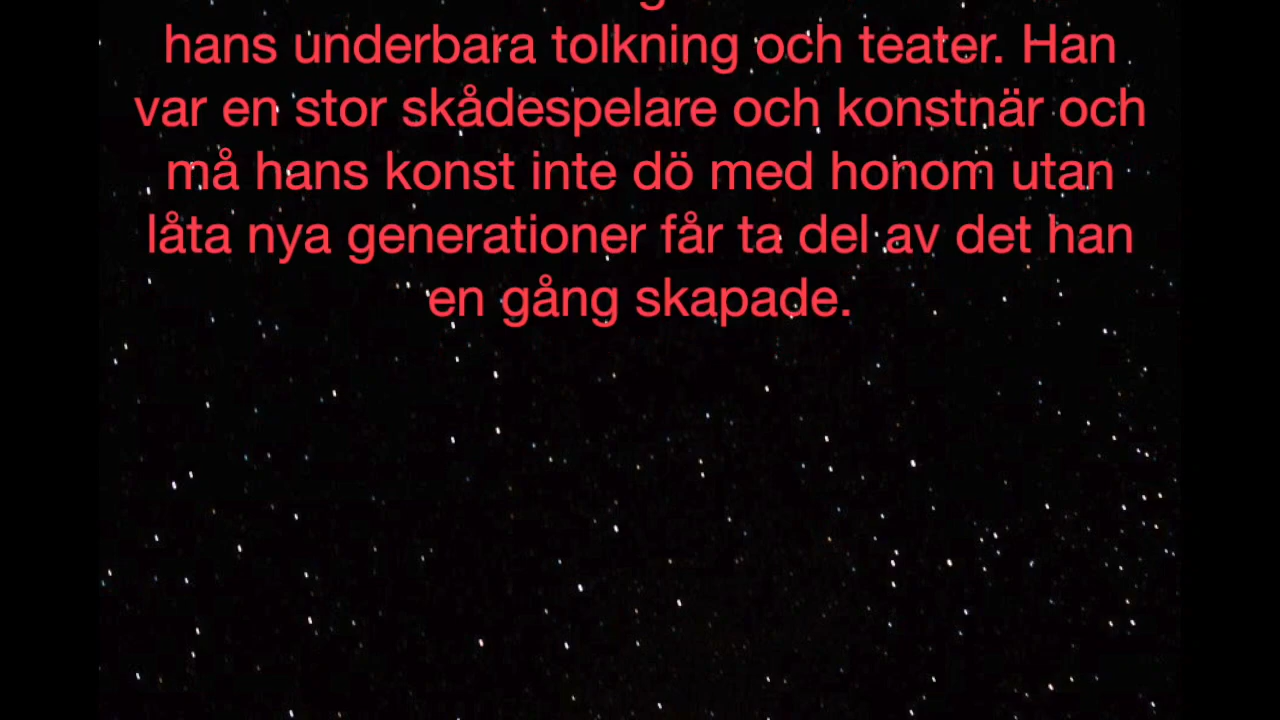 hans underbara tolkning och teater. Han
var en stor skådespelare och konstnär och
må hans konst inte dö med honom utan
låta nya generationer får ta del av det han
en gång skapade.